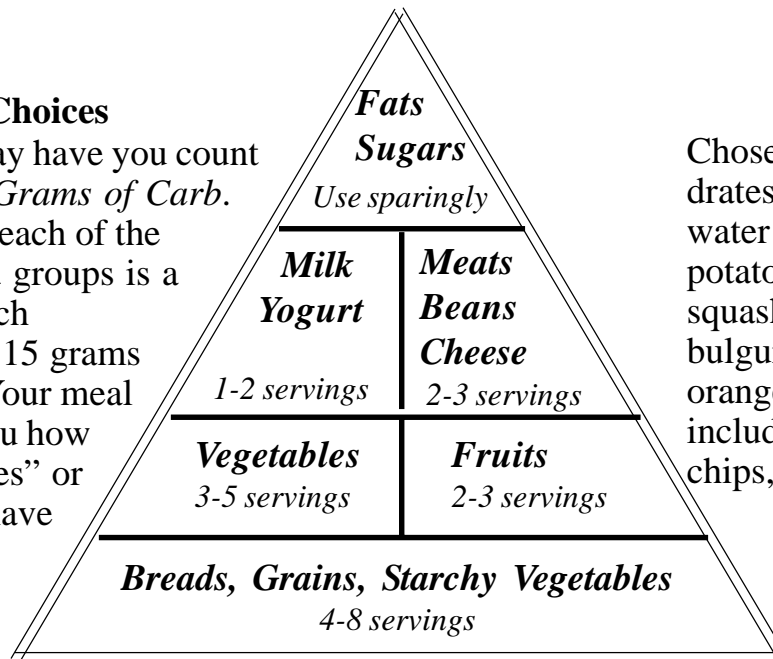 Choices
ay have you count
Grams of Carb.
each of the
groups is a
ch
15 grams
Your meal
u how
es” or
have
Fats
Sugars
Use sparingly
Milk
Yogurt
1-2 servings
Meats
Beans
Cheese
2-3 servings
Vegetables
3-5 servings
Fruits
2-3 servings
Breads, Grains, Starchy Vegetables
4-8 servings
Chose
drates
water
potato
squash
bulgu
orange
includ
chips,